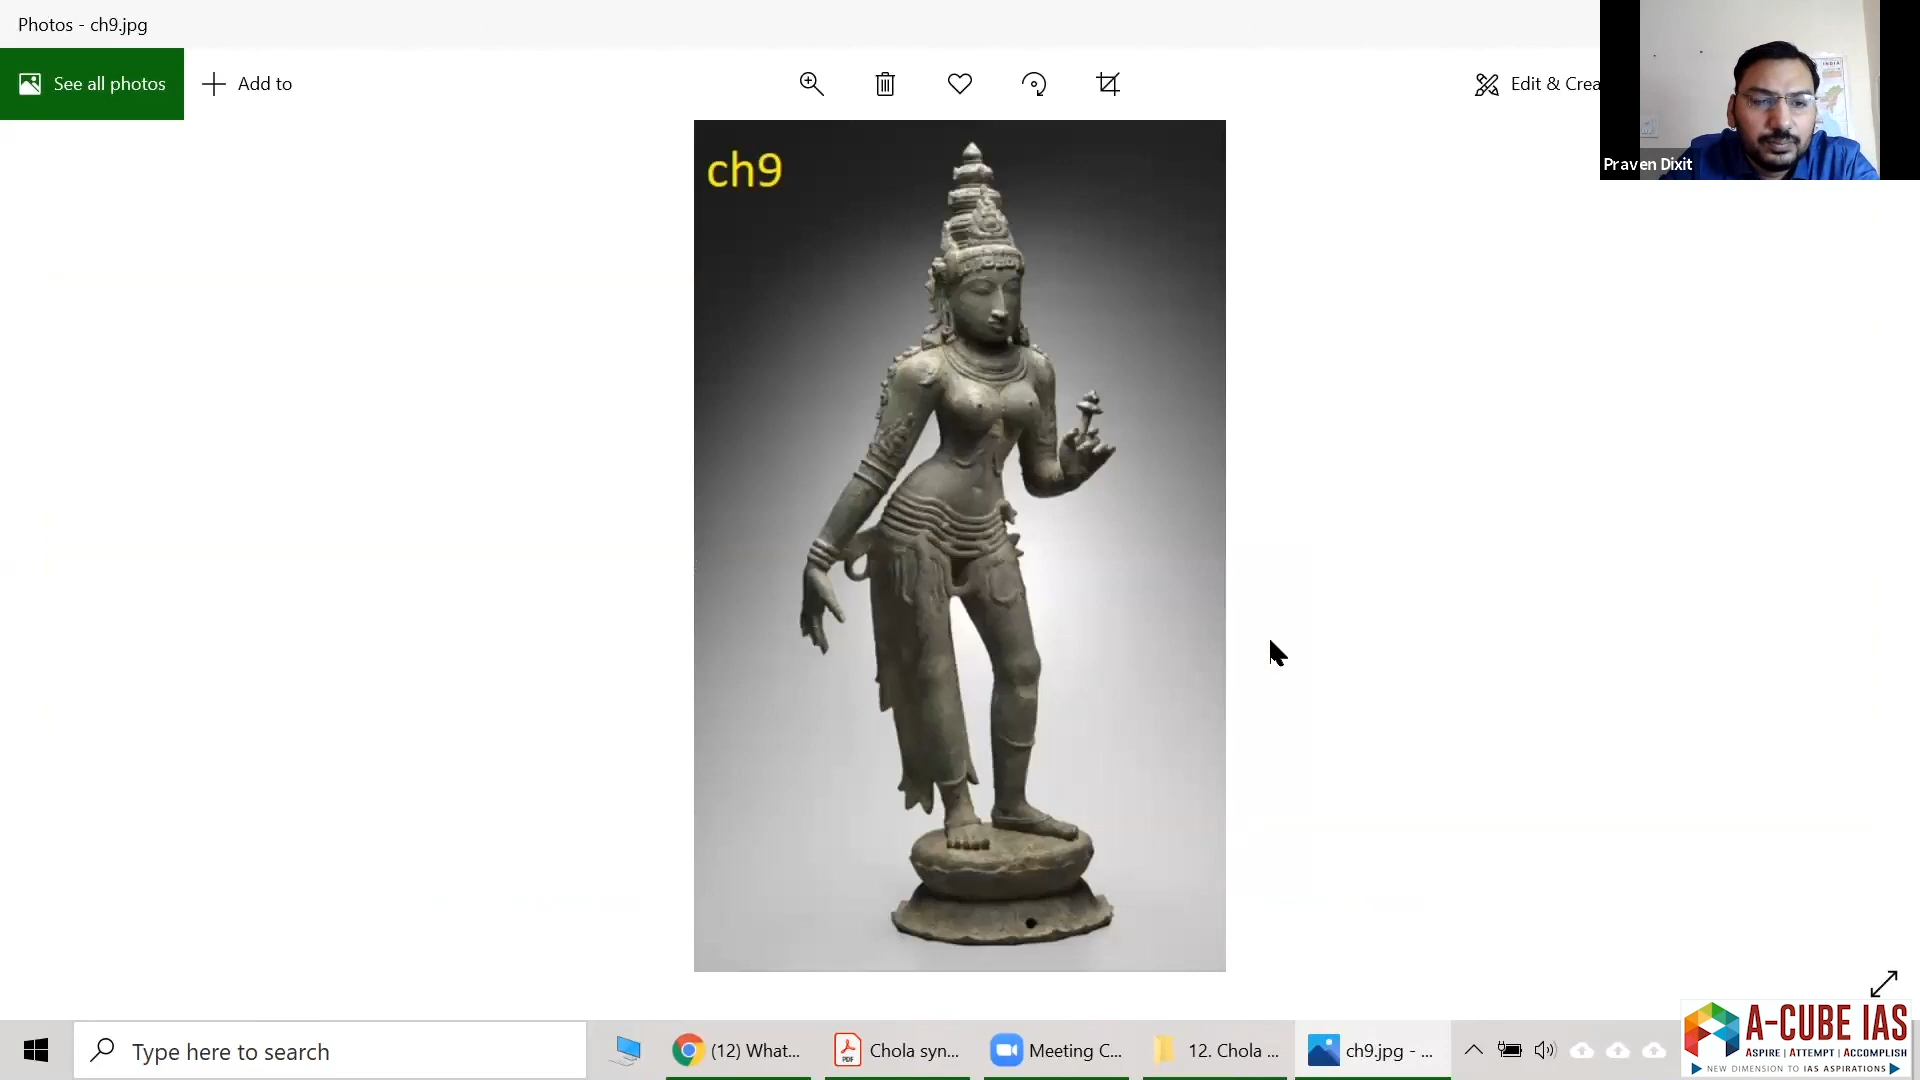 Photos - ch9.jpg
See all photos
Add to
Edit & Crea
INDIA
Praven Dixit
ch9
Type here to search
(12) What...
Chola syn...
Meeting C...
12. Chola ...
ch9.jpg - ...
A-CUBE IAS
ASPIRE | ATTEMPT | ACCOMPLISH
NEW DIMENSION TO IAS ASPIRATIONS